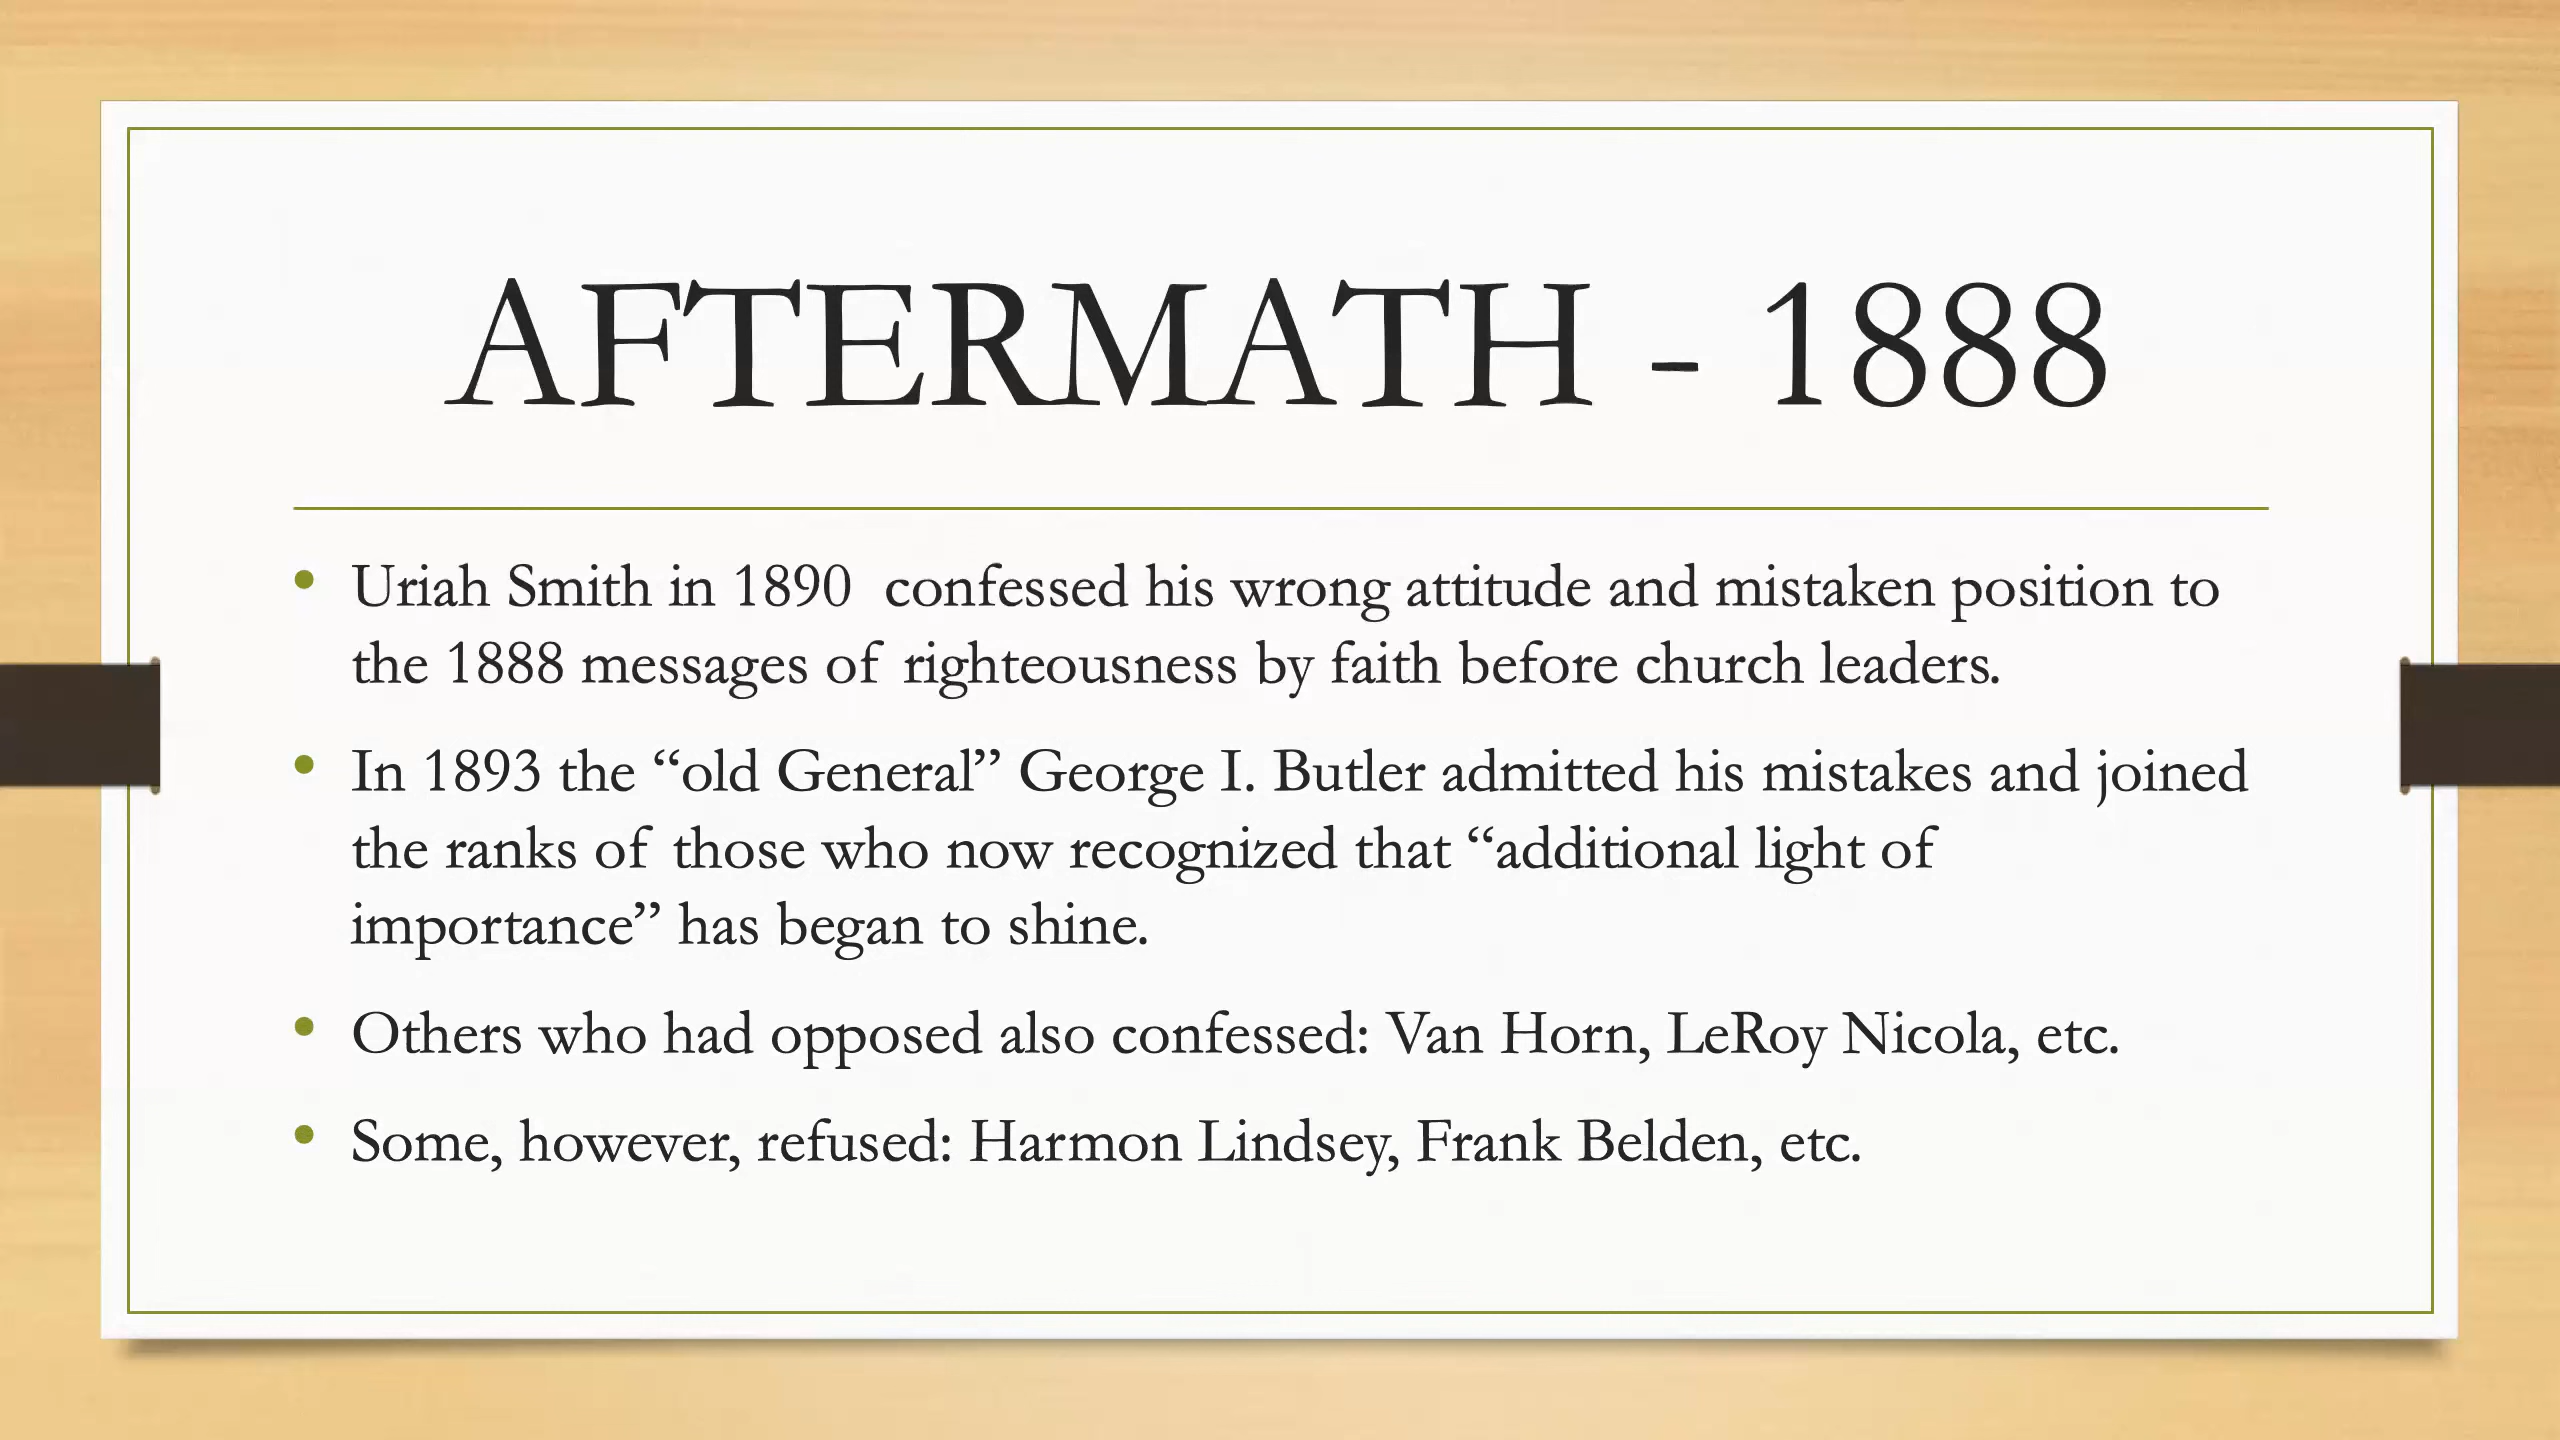 AFTERMATH - 1888
• Uriah Smith in 1890  confessed his wrong attitude and mistaken position to
the 1888 messages of righteousness by faith before church leaders.
• In 1893 the “old General” George I. Butler admitted his mistakes and joined
the ranks of those who now recognized that “additional light of
importance” has began to shine.
• Others who had opposed also confessed: Van Horn, LeRoy Nicola, etc.
• Some, however, refused: Harmon Lindsey, Frank Belden, etc.